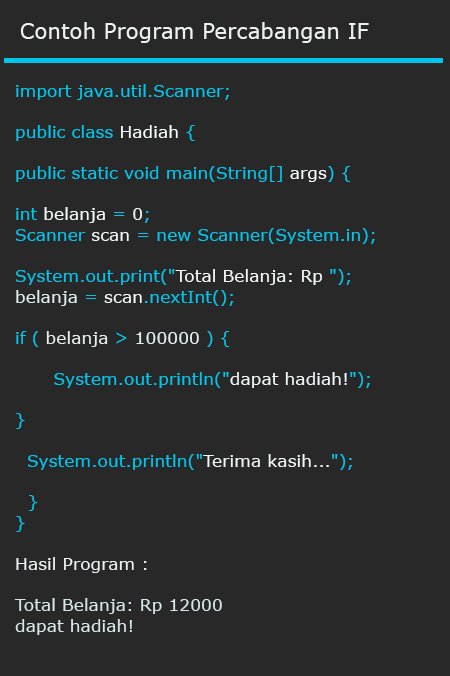 Contoh Program Percabangan IF
import java.util.Scanner;
public class Hadiah {
public static void main(String[] args) {
int belanja = 0;
Scanner scan = new Scanner(System.in);
System.out.print("Total Belanja: Rp ");
belanja = scan.nextInt();
if ( belanja > 100000 ) {
System.out.println("dapat hadiah!");
}
System.out.println("Terima kasih...");
}
}
Hasil Program :
Total Belanja: Rp 12000
dapat hadiah!